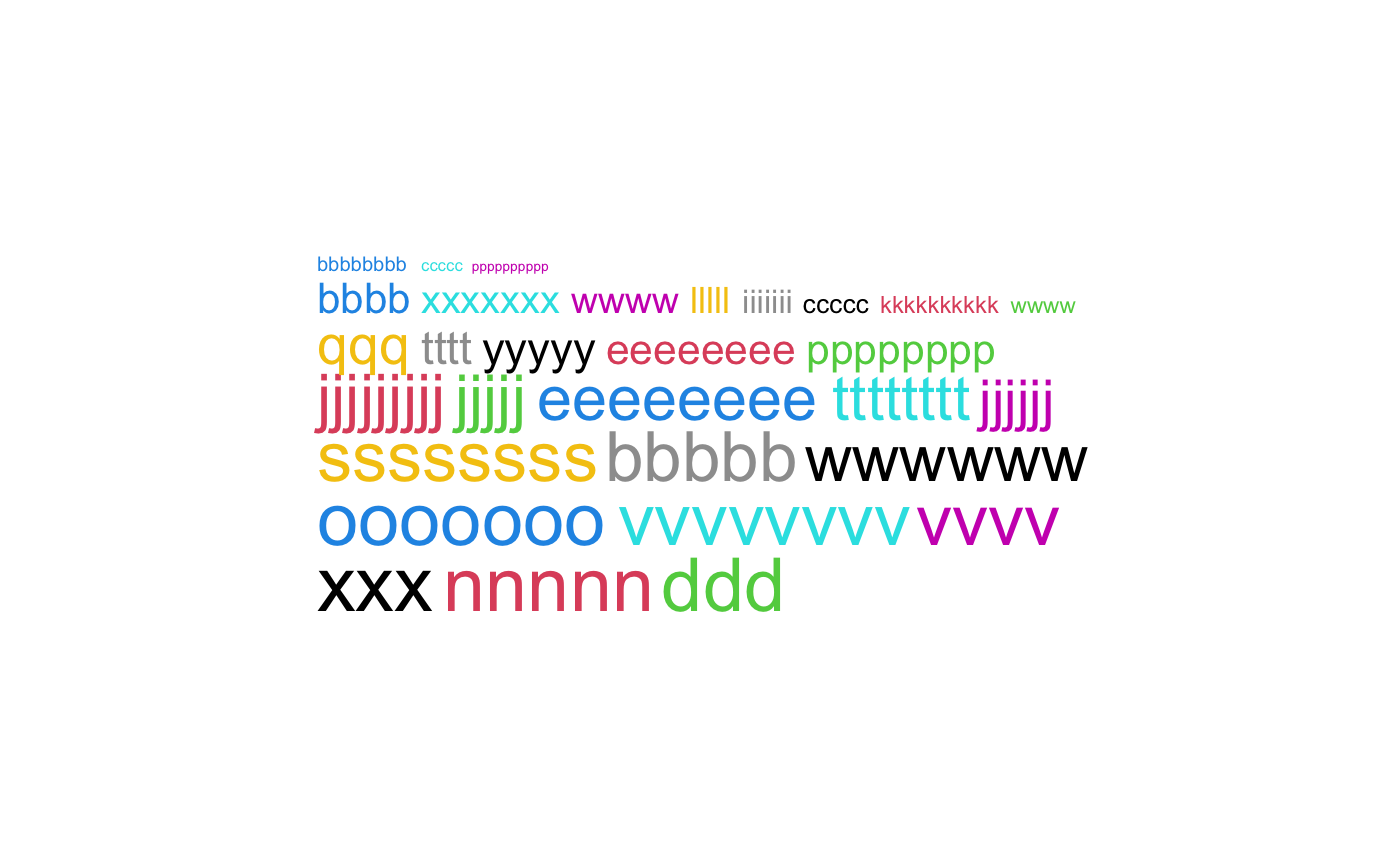 bbbbbbbb ccccc pppppppppp
bbbb xxxxxxx wwww lllll iiiiiii ccccc kkkkkkkkkk wwww
qqq tttt yyyyy eeeeeeee pppppppp
jjjjjjjjj jjjjj eeeeeeee tttttttt jjjjjj
ssssssss bbbbb wwwwww
ooooooo vvvvvvvv vvvv
xxx nnnnn ddd